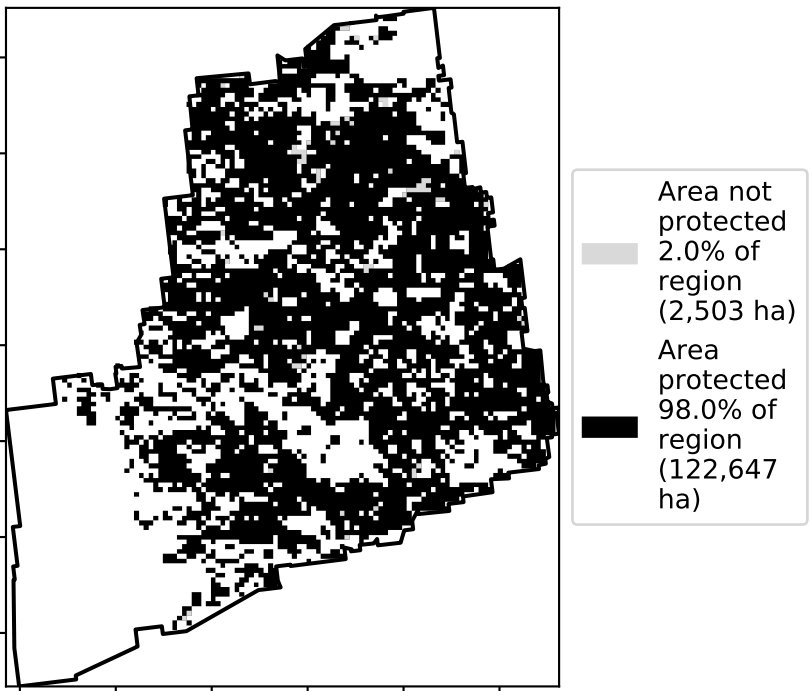 Area not
protected
2.0% of
region
(2,503 ha)
Area
protected
98.0% of
region
(122,647
ha)